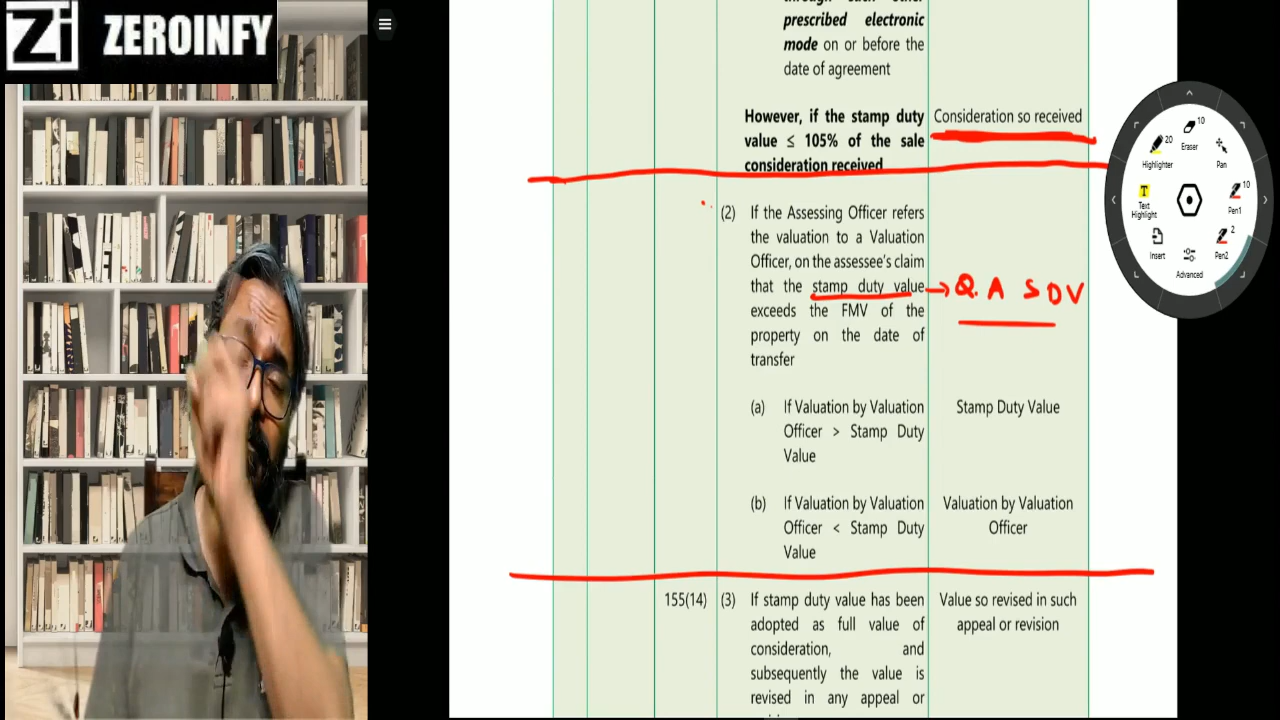 Zi ZEROINFY
through such other
prescribed electronic
mode on or before the
date of agreement
However, if the stamp duty
value ≤ 105% of the sale
consideration received
Consideration so received
(2) If the Assessing Officer refers
the valuation to a Valuation
Officer, on the assessee's claim
that the stamp duty value
exceeds the FMV of the
property on the date of
transfer
→ Q. A SDV
(a) If Valuation by Valuation
Officer > Stamp Duty
Value
Stamp Duty Value
(b) If Valuation by Valuation
Officer < Stamp Duty
Value
Valuation by Valuation
Officer
155(14) (3) If stamp duty value has been
adopted as full value of
consideration, and
subsequently the value is
revised in any appeal or
Value so revised in such
appeal or revision
20
Highlighter
10
Eraser
Pan
T
Text
Highlight
10
Pen1
Insert
2
Pen2
Advanced